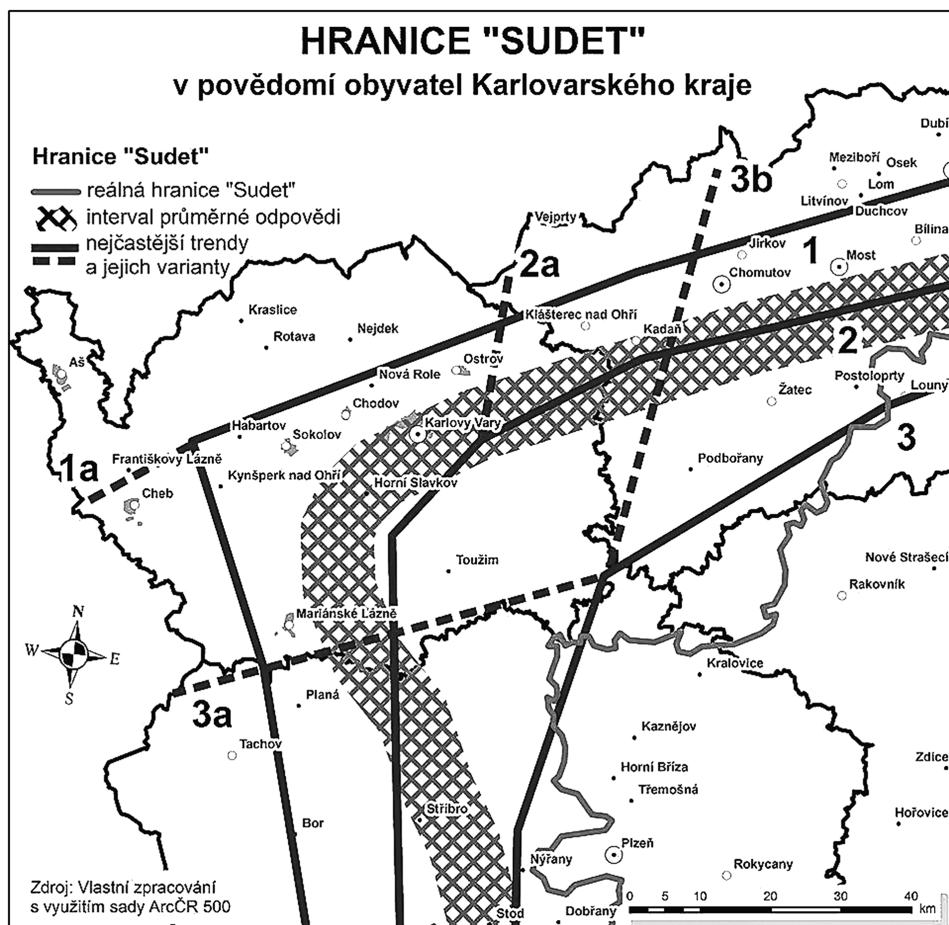 HRANICE "SUDET"
v povědomí obyvatel Karlovarského kraje
Hranice "Sudet"
reálná hranice "Sudet"
interval průměrné odpovědi
nejčastější trendy
a jejich varianty
3b
Dubí
Meziboří
Osek
Lom
Litvínov
Duchcov
Vejprty
2a
Jirkov
1
Bílina
Most
Chomutov
Kraslice
Rotava
Nejdek
Klášterec nad Ohří
Kadaň
2
Aš
Ostrov
Nová Role
Postoloprty
Louny
Žatec
Chodov
Karlovy Vary
Habartov
Sokolov
3
1a
Františkovy Lázně
Kynšperk nad Ohří
Horní Slavkov
Podbořany
Cheb
Toužim
Nové Strašecí
Rakovník
Mariánské Lázně
N
W
E
S
Kralovice
3a
Planá
Kaznějov
Tachov
Zdice
Horní Bříza
Třemošná
Stříbro
Bor
Hořovice
Plzeň
Nýřany
Rokycany
Zdroj: Vlastní zpracování
s využitím sady ArcČR 500
Stod
Dobřany
0 5 10 20 30 40
km